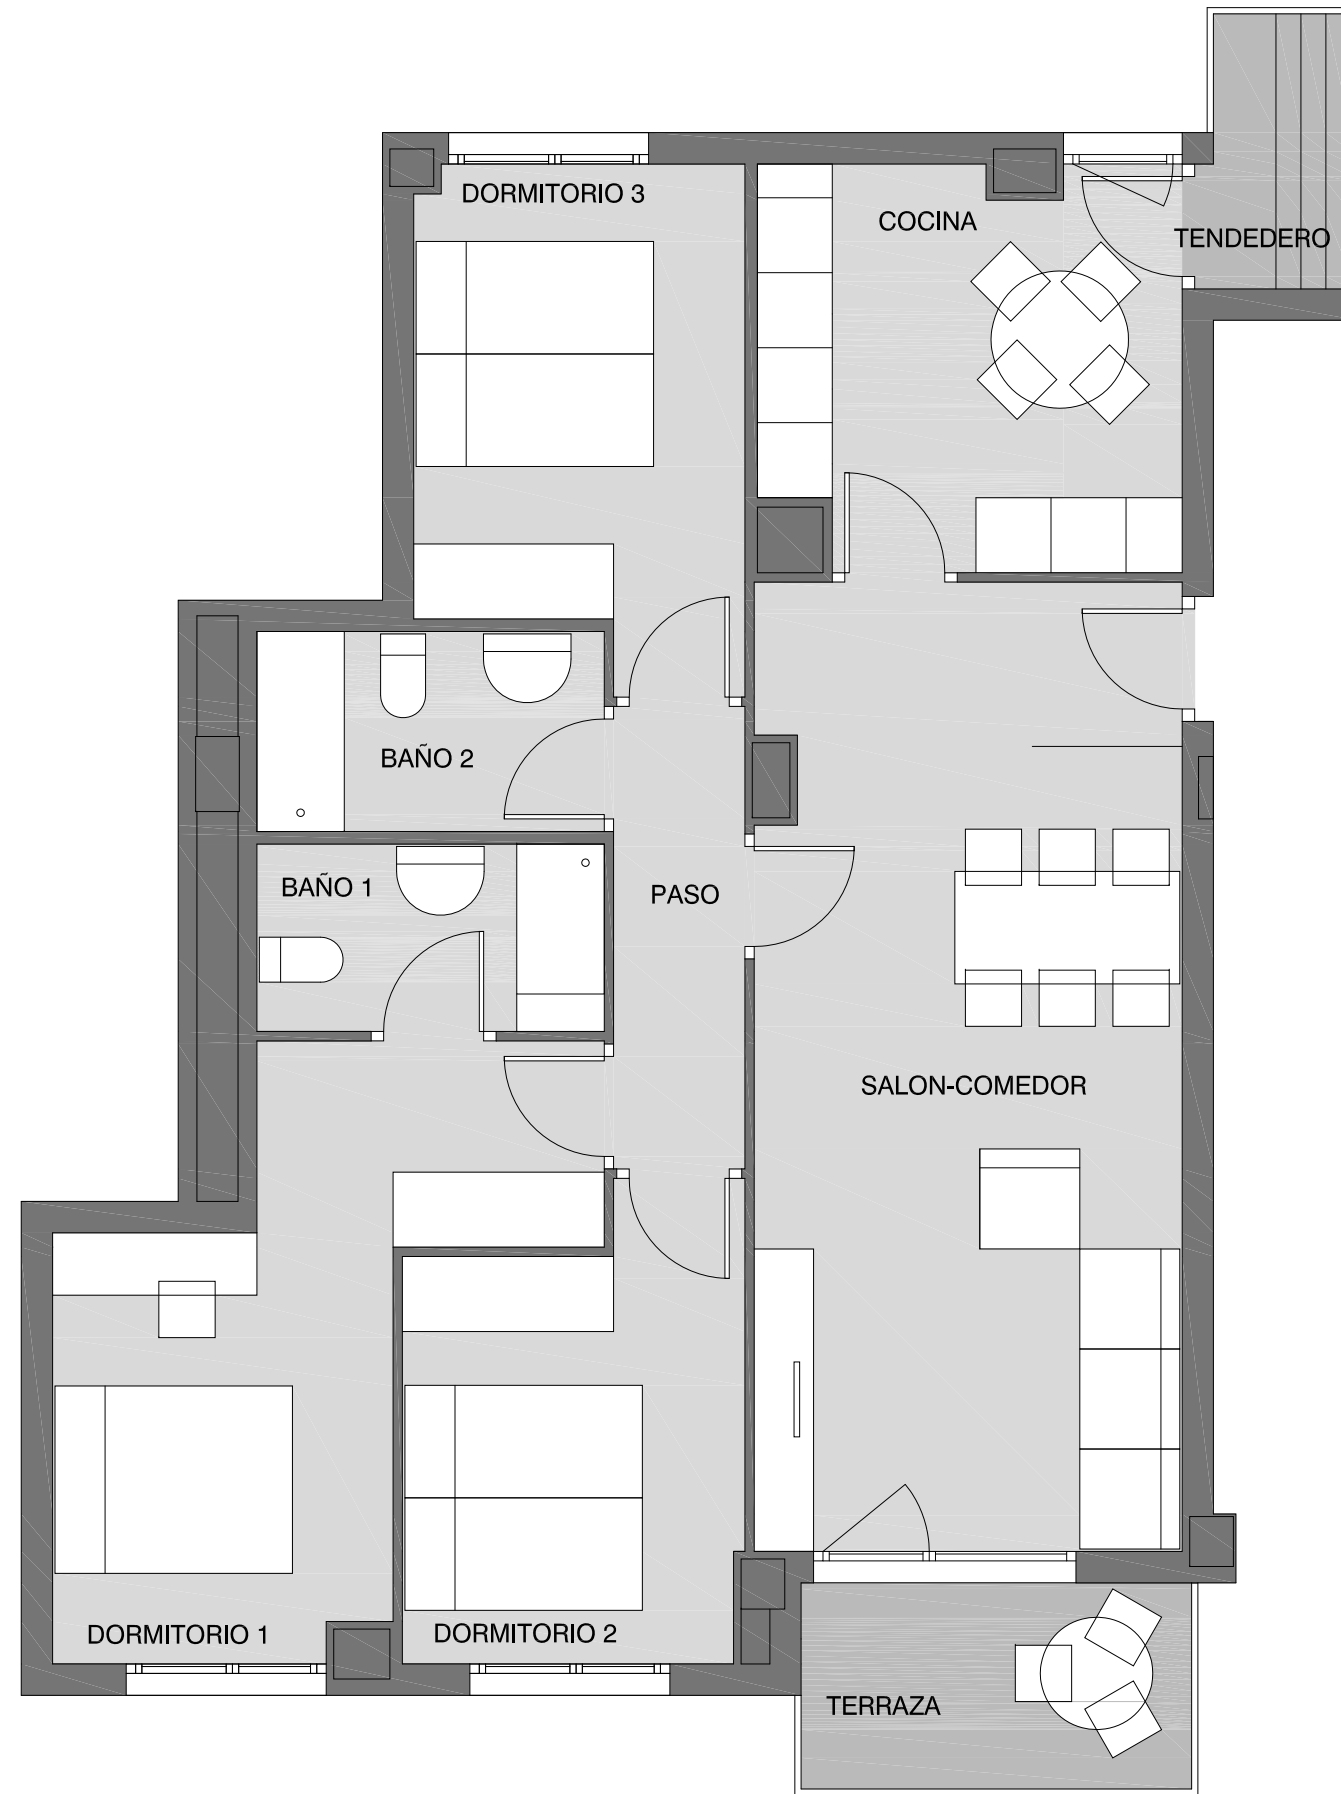 DORMITORIO 3
COCINA
TENDEDERO
BAÑO 2
BAÑO 1
PASO
SALON-COMEDOR
DORMITORIO 1
DORMITORIO 2
TERRAZA